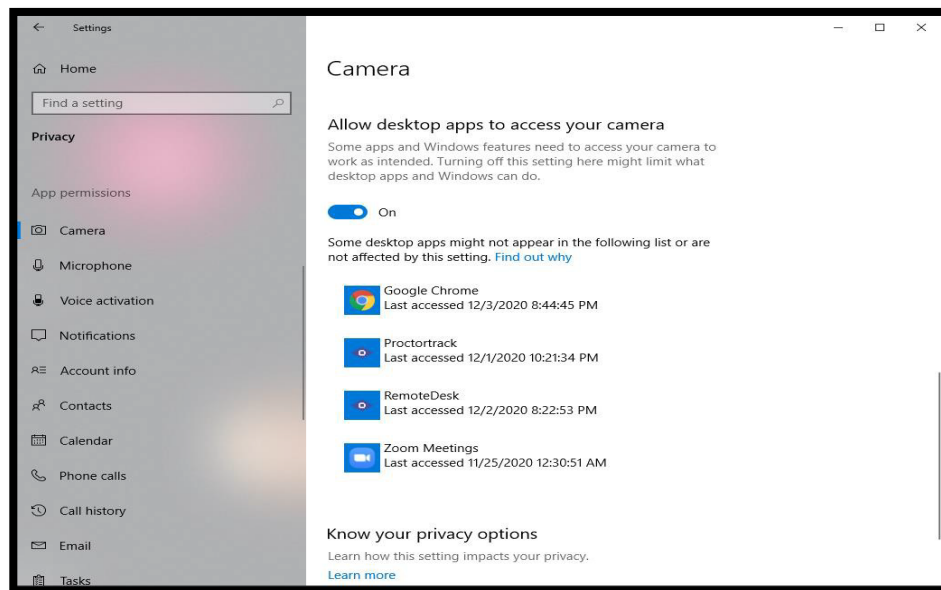 Settings
Home
Find a setting
Privacy
App permissions
Camera
Microphone
Voice activation
Notifications
Account info
Contacts
Calendar
Phone calls
Call history
Email
Tasks
Camera
Allow desktop apps to access your camera
Some apps and Windows features need to access your camera to
work as intended. Turning off this setting here might limit what
desktop apps and Windows can do.
On
Some desktop apps might not appear in the following list or are
not affected by this setting. Find out why
Google Chrome
Last accessed 12/3/2020 8:44:45 PM
Proctortrack
Last accessed 12/1/2020 10:21:34 PM
RemoteDesk
Last accessed 12/2/2020 8:22:53 PM
Zoom Meetings
Last accessed 11/25/2020 12:30:51 AM
Know your privacy options
Learn how this setting impacts your privacy.
Learn more